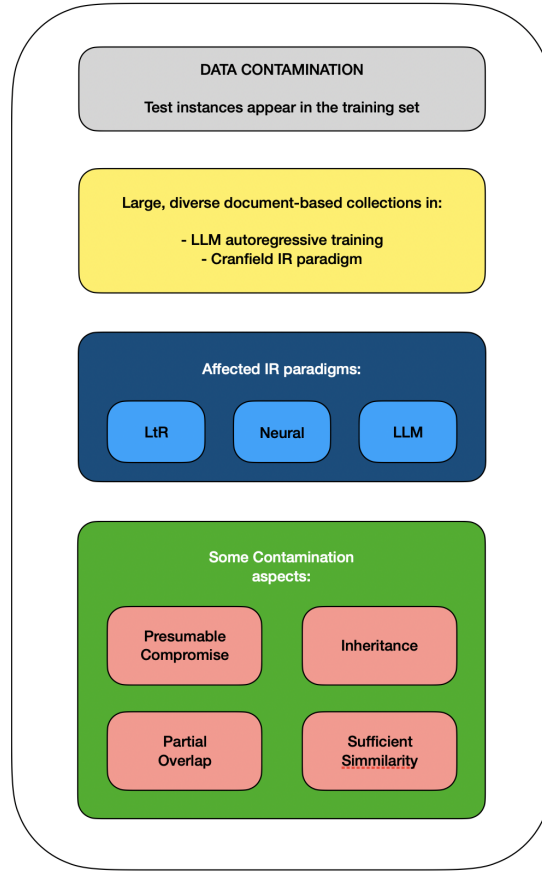 DATA CONTAMINATION
Test instances appear in the training set
Large, diverse document-based collections in:
- LLM autoregressive training
- Cranfield IR paradigm
Affected IR paradigms:
LtR
Neural
LLM
Some Contamination
aspects:
Presumable
Compromise
Inheritance
Partial
Overlap
Sufficient
Simmilarity